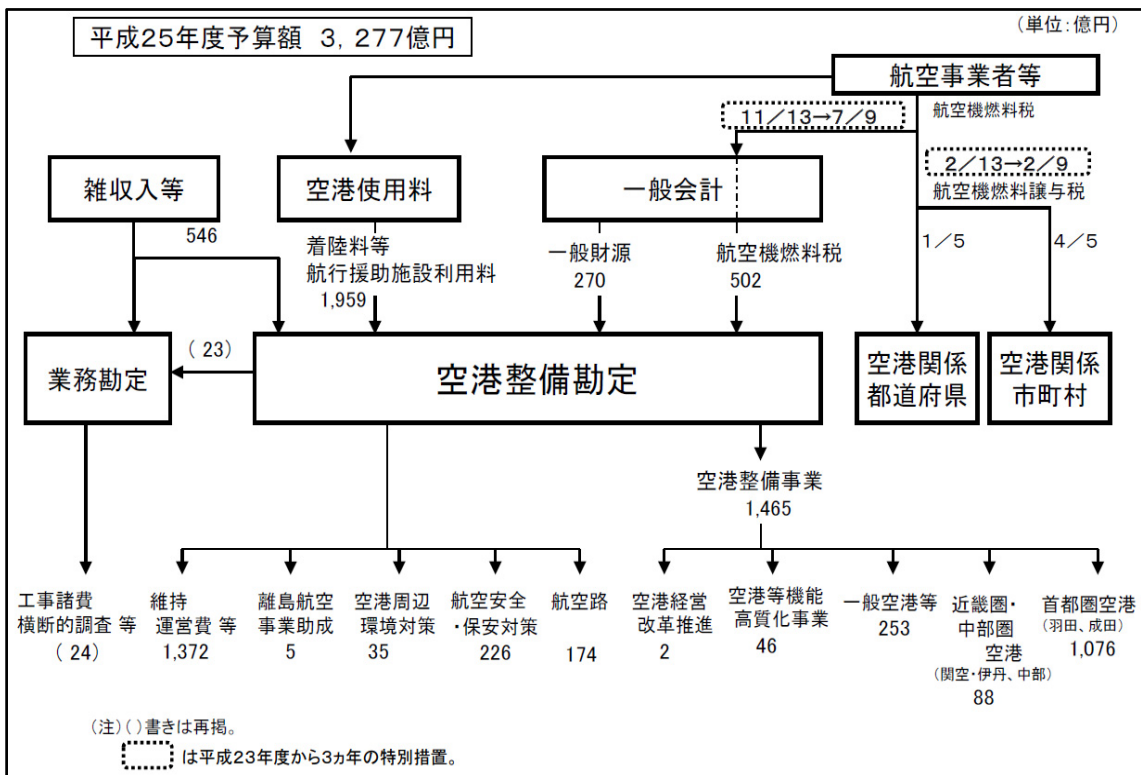 平成25年度予算額 3,277億円
(単位:億円)
航空事業者等
11/13→7/9
航空機燃料税
2/13→2/9
航空機燃料譲与税
雑収入等
空港使用料
一般会計
546
着陸料等
航行援助施設利用料
1,959
一般財源
270
航空機燃料税
502
1/5
4/5
業務勘定
(23)
空港整備勘定
空港関係
都道府県
空港関係
市町村
空港整備事業
1,465
工事諸費
横断的調査 等
(24)
維持
運営費 等
1,372
離島航空
事業助成
5
空港周辺
環境対策
35
航空安全
・保安対策
226
航空路
174
空港経営
改革推進
2
空港等機能
高質化事業
46
一般空港等
253
近畿圏・
中部圏
空港
(関空・伊丹、中部)
88
首都圏空港
(羽田、成田)
1,076
(注)( )書きは再掲。
は平成23年度から3ヵ年の特別措置。